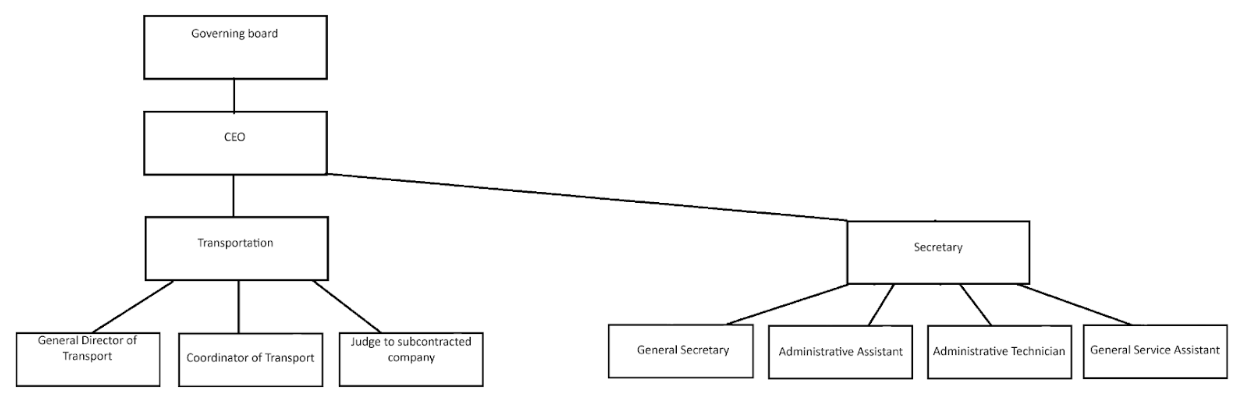 Governing board
CEO
Transportation
Secretary
General Director of
Transport
Coordinator of Transport
Judge to subcontracted
company
General Secretary
Administrative Assistant
Administrative Technician
General Service Assistant